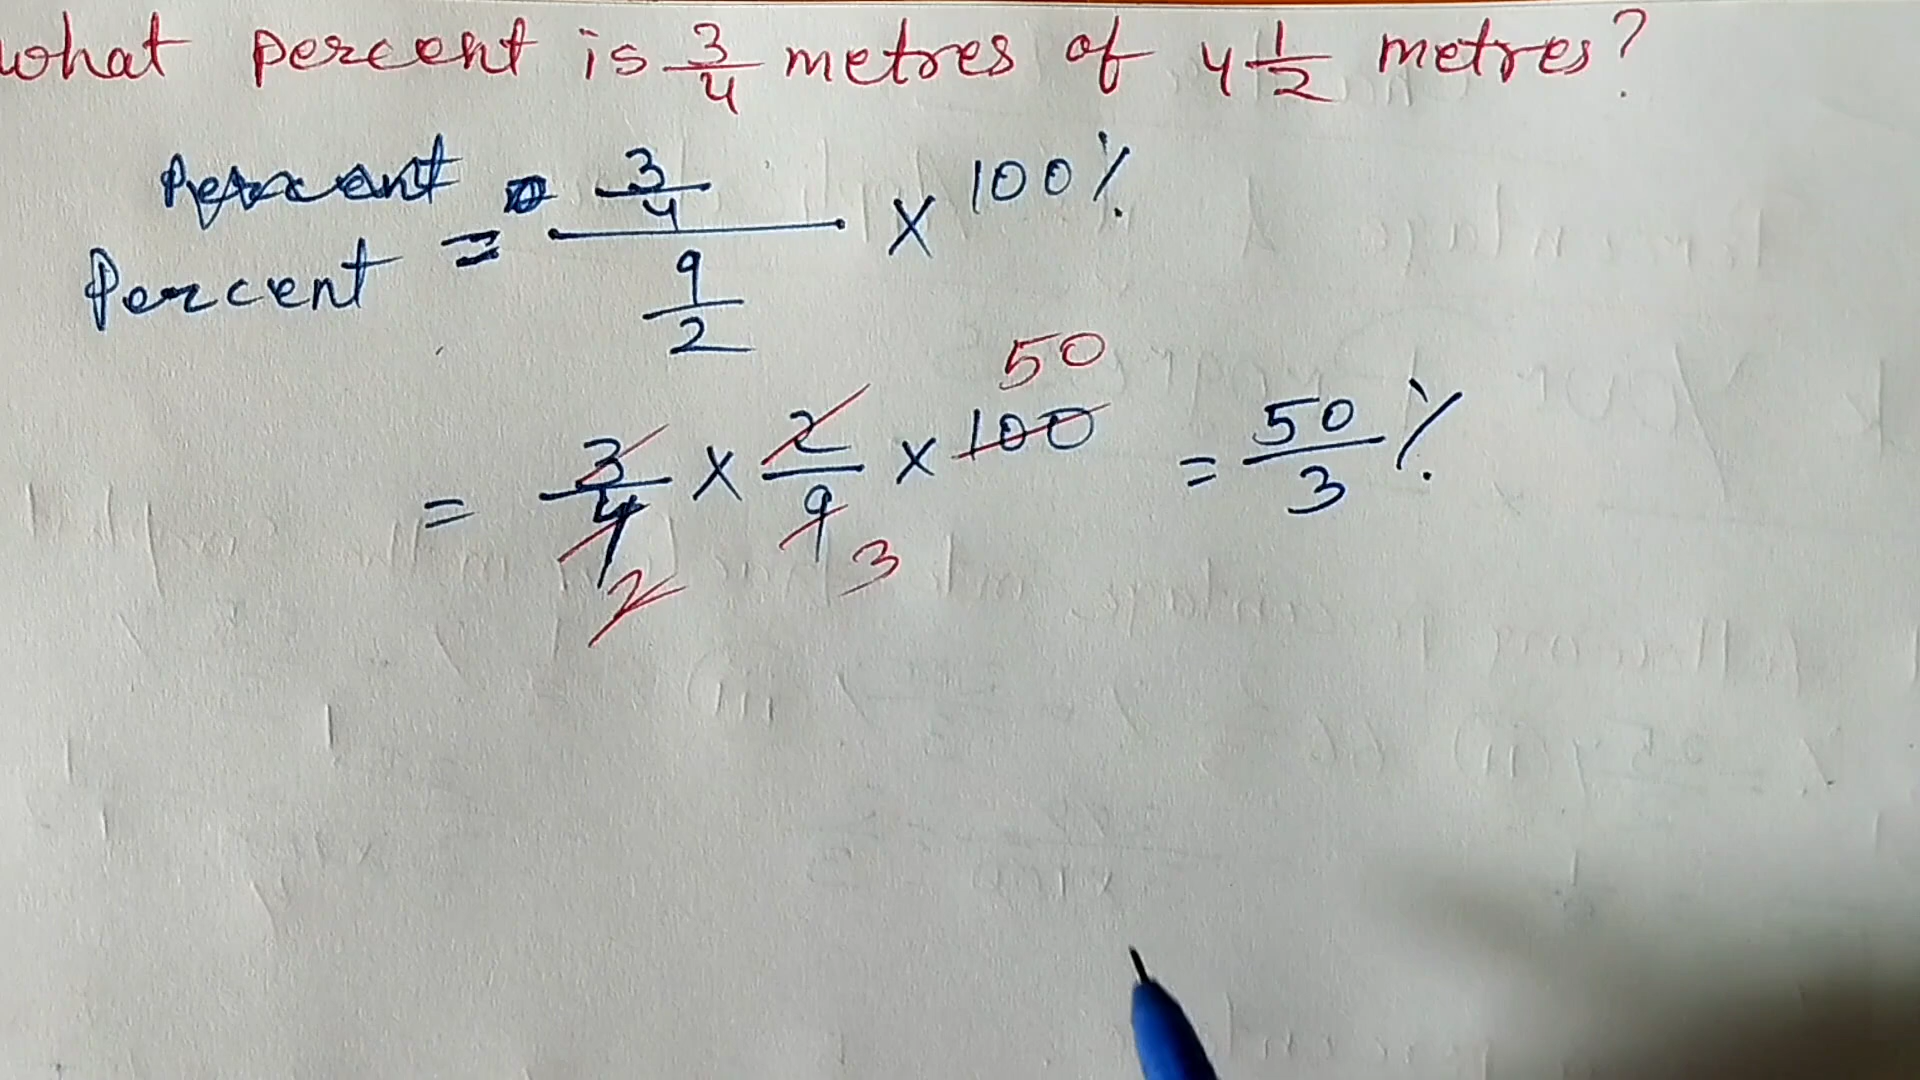 what percent is 3/4 metres of 4 1/2 metres?
Percent = (3/4)/(9/2) × 100%
= 3/4 × 2/9 × 100 = 50/3 %
50
2 3